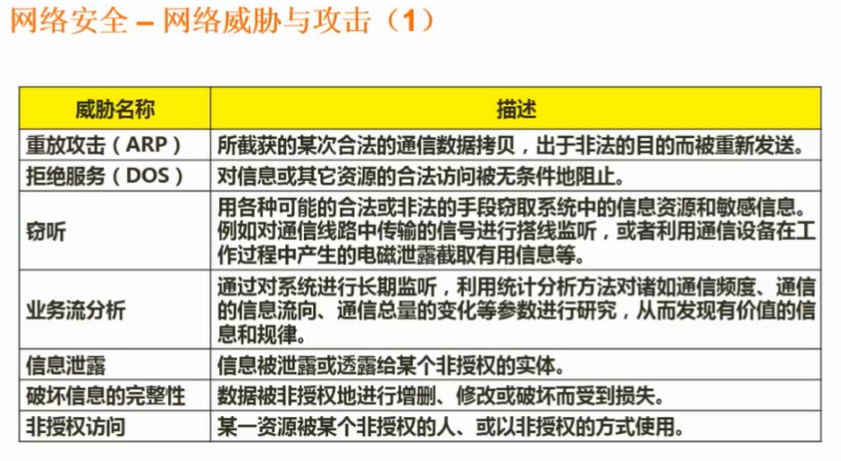 网络安全 – 网络威胁与攻击（1）
威胁名称 描述
重放攻击（ARP） 所截获的某次合法的通信数据拷贝，出于非法的目的而被重新发送。
拒绝服务（DOS） 对信息或其它资源的合法访问被无条件地阻止。
窃听 用各种可能的合法或非法的手段窃取系统中的信息资源和敏感信息。
例如对通信线路中传输的信号进行搭线监听，或者利用通信设备在工
作过程中产生的电磁泄露截取有用信息等。
业务流分析 通过对系统进行长期监听，利用统计分析方法对诸如通信频度、通信
的信息流向、通信总量的变化等参数进行研究，从而发现有价值的信
息和规律。
信息泄露 信息被泄露或透露给某个非授权的实体。
破坏信息的完整性 数据被非授权地进行增删、修改或破坏而受到损失。
非授权访问 某一资源被某个非授权的人、或以非授权的方式使用。